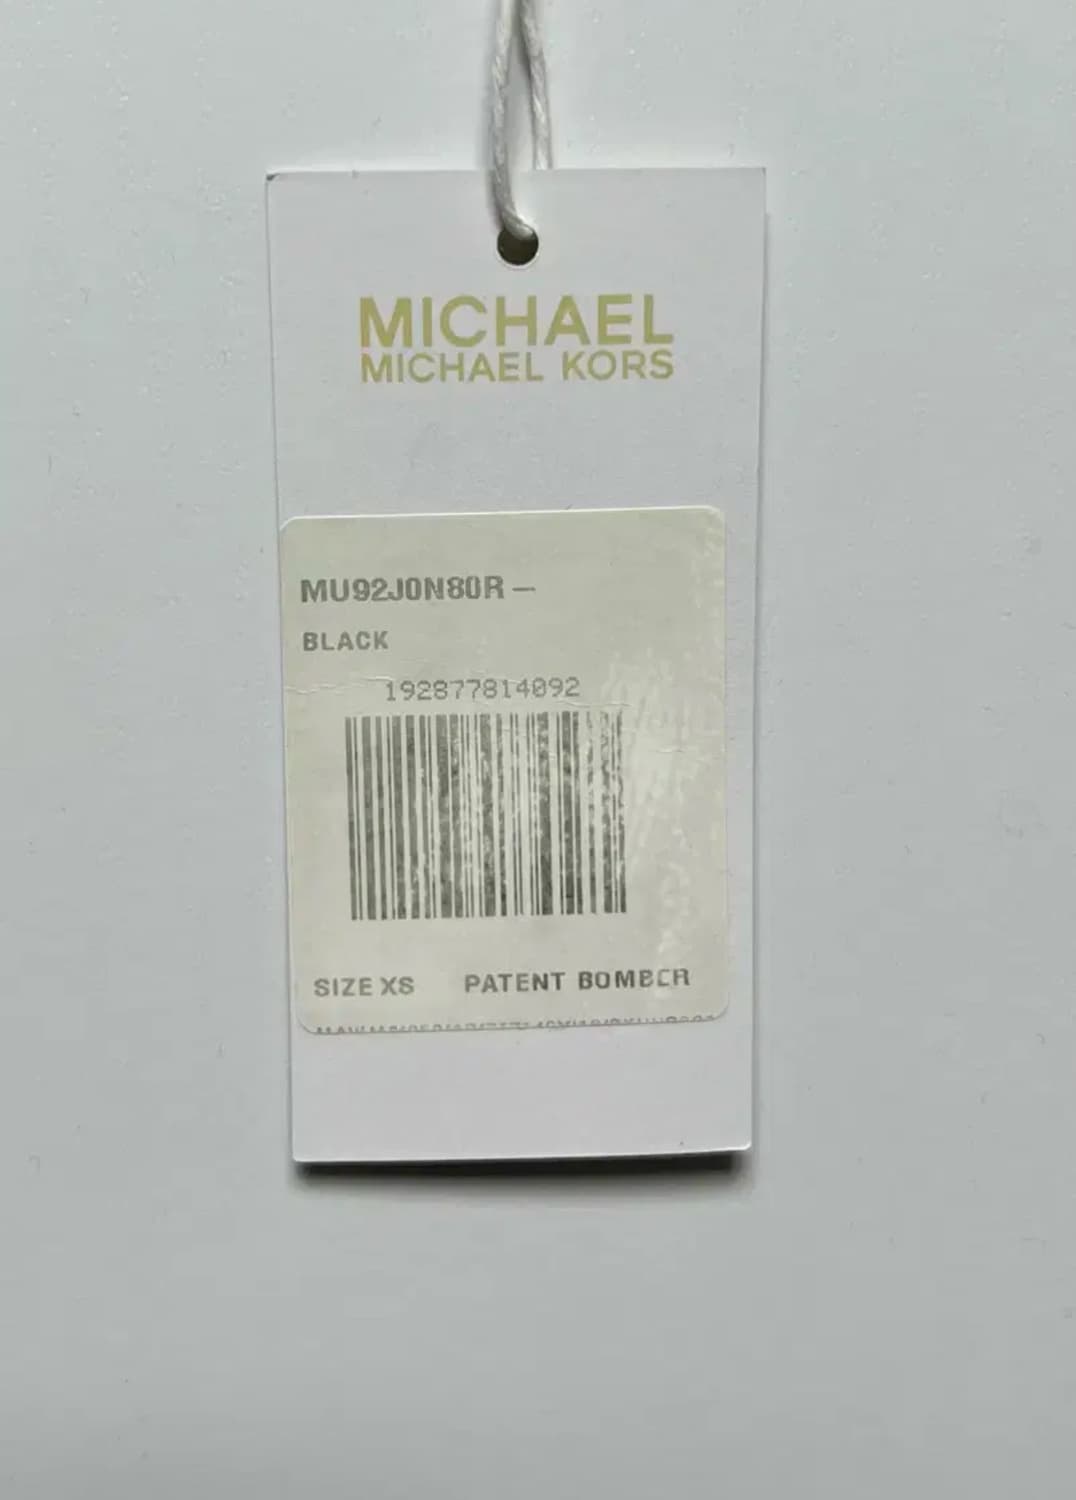 MICHAEL
MICHAEL KORS
MU92J0N80R —
BLACK
192877814092
SIZE XS PATENT BOMBER